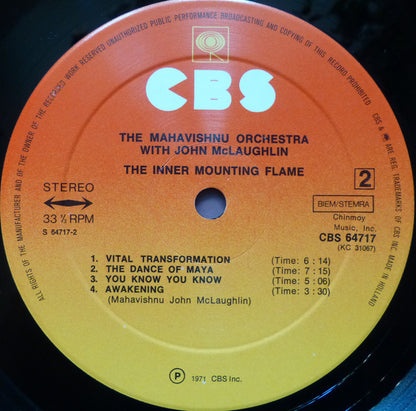 ALL RIGHTS OF THE MANUFACTURER AND OF THE OWNER OF THE RECORDED WORK RESERVED UNAUTHORIZED PUBLIC PERFORMANCE BROADCASTING AND COPYING OF THIS RECORD PROHIBITED
CBS & ARE REG. TRADEMARKS OF CBS INC. MADE IN HOLLAND
CBS
THE MAHAVISHNU ORCHESTRA
WITH JOHN McLAUGHLIN
THE INNER MOUNTING FLAME
STEREO
33 ⅓ RPM
S 64717-2
2
BIEM/STEMRA
Chinmoy
Music, Inc.
CBS 64717
(KC 31067)
1. VITAL TRANSFORMATION (Time: 6 : 14)
2. THE DANCE OF MAYA (Time: 7 : 15)
3. YOU KNOW YOU KNOW (Time: 5 : 06)
4. AWAKENING (Time: 3 : 30)
(Mahavishnu John McLaughlin)
℗ 1971 CBS Inc.